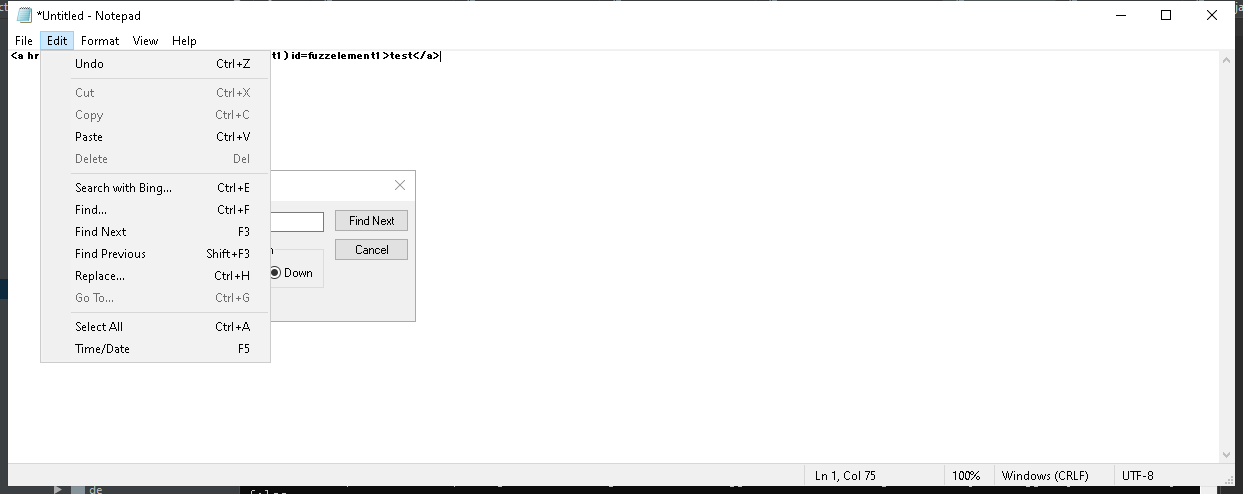 *Untitled - Notepad
File Edit Format View Help
<a hr t1)id=fuzzelement1>test</a>
Undo Ctrl+Z
Cut Ctrl+X
Copy Ctrl+C
Paste Ctrl+V
Delete Del
Search with Bing... Ctrl+E
Find... Ctrl+F
Find Next F3
Find Previous Shift+F3
Replace... Ctrl+H
Go To... Ctrl+G
Select All Ctrl+A
Time/Date F5
Find Next
Cancel
Down
Ln 1, Col 75 100% Windows (CRLF) UTF-8
de